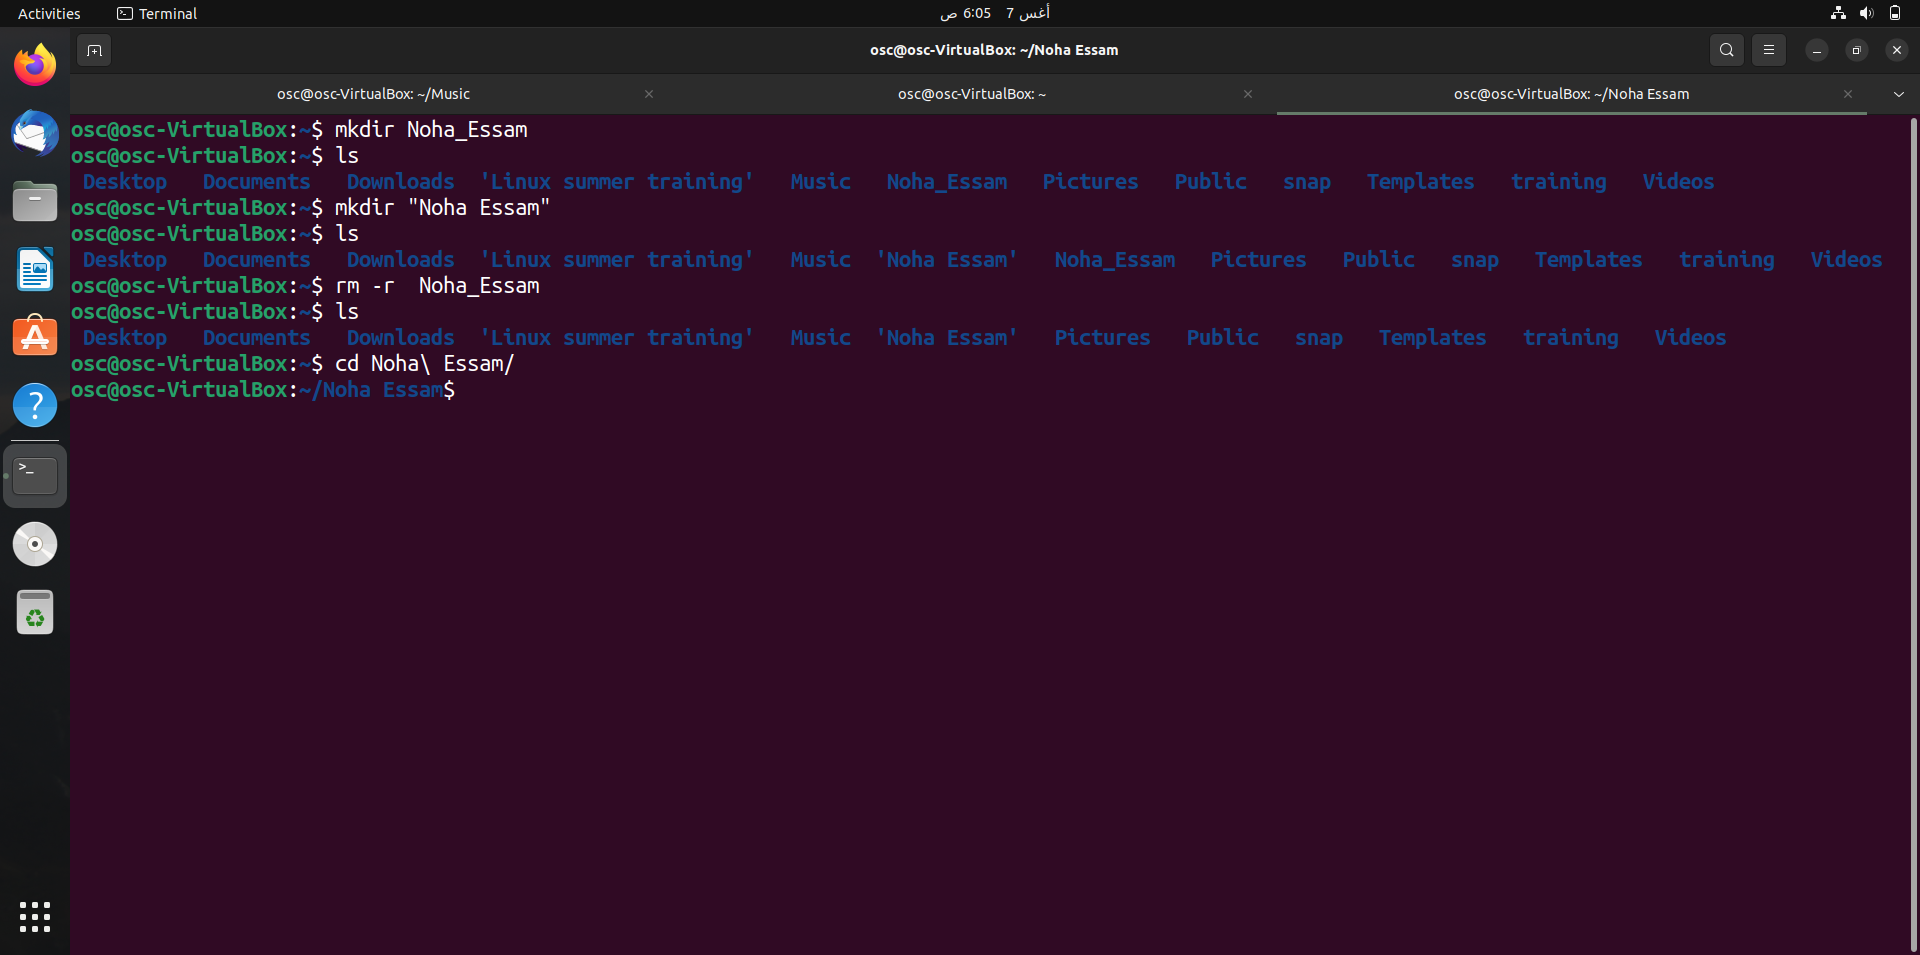 Activities Terminal أغس 7 6:05 ص
osc@osc-VirtualBox: ~/Noha Essam
osc@osc-VirtualBox: ~/Music osc@osc-VirtualBox: ~ osc@osc-VirtualBox: ~/Noha Essam
osc@osc-VirtualBox:~$ mkdir Noha_Essam
osc@osc-VirtualBox:~$ ls
Desktop Documents Downloads 'Linux summer training' Music Noha_Essam Pictures Public snap Templates training Videos
osc@osc-VirtualBox:~$ mkdir "Noha Essam"
osc@osc-VirtualBox:~$ ls
Desktop Documents Downloads 'Linux summer training' Music 'Noha Essam' Noha_Essam Pictures Public snap Templates training Videos
osc@osc-VirtualBox:~$ rm -r  Noha_Essam
osc@osc-VirtualBox:~$ ls
Desktop Documents Downloads 'Linux summer training' Music 'Noha Essam' Pictures Public snap Templates training Videos
osc@osc-VirtualBox:~$ cd Noha\ Essam/
osc@osc-VirtualBox:~/Noha Essam$